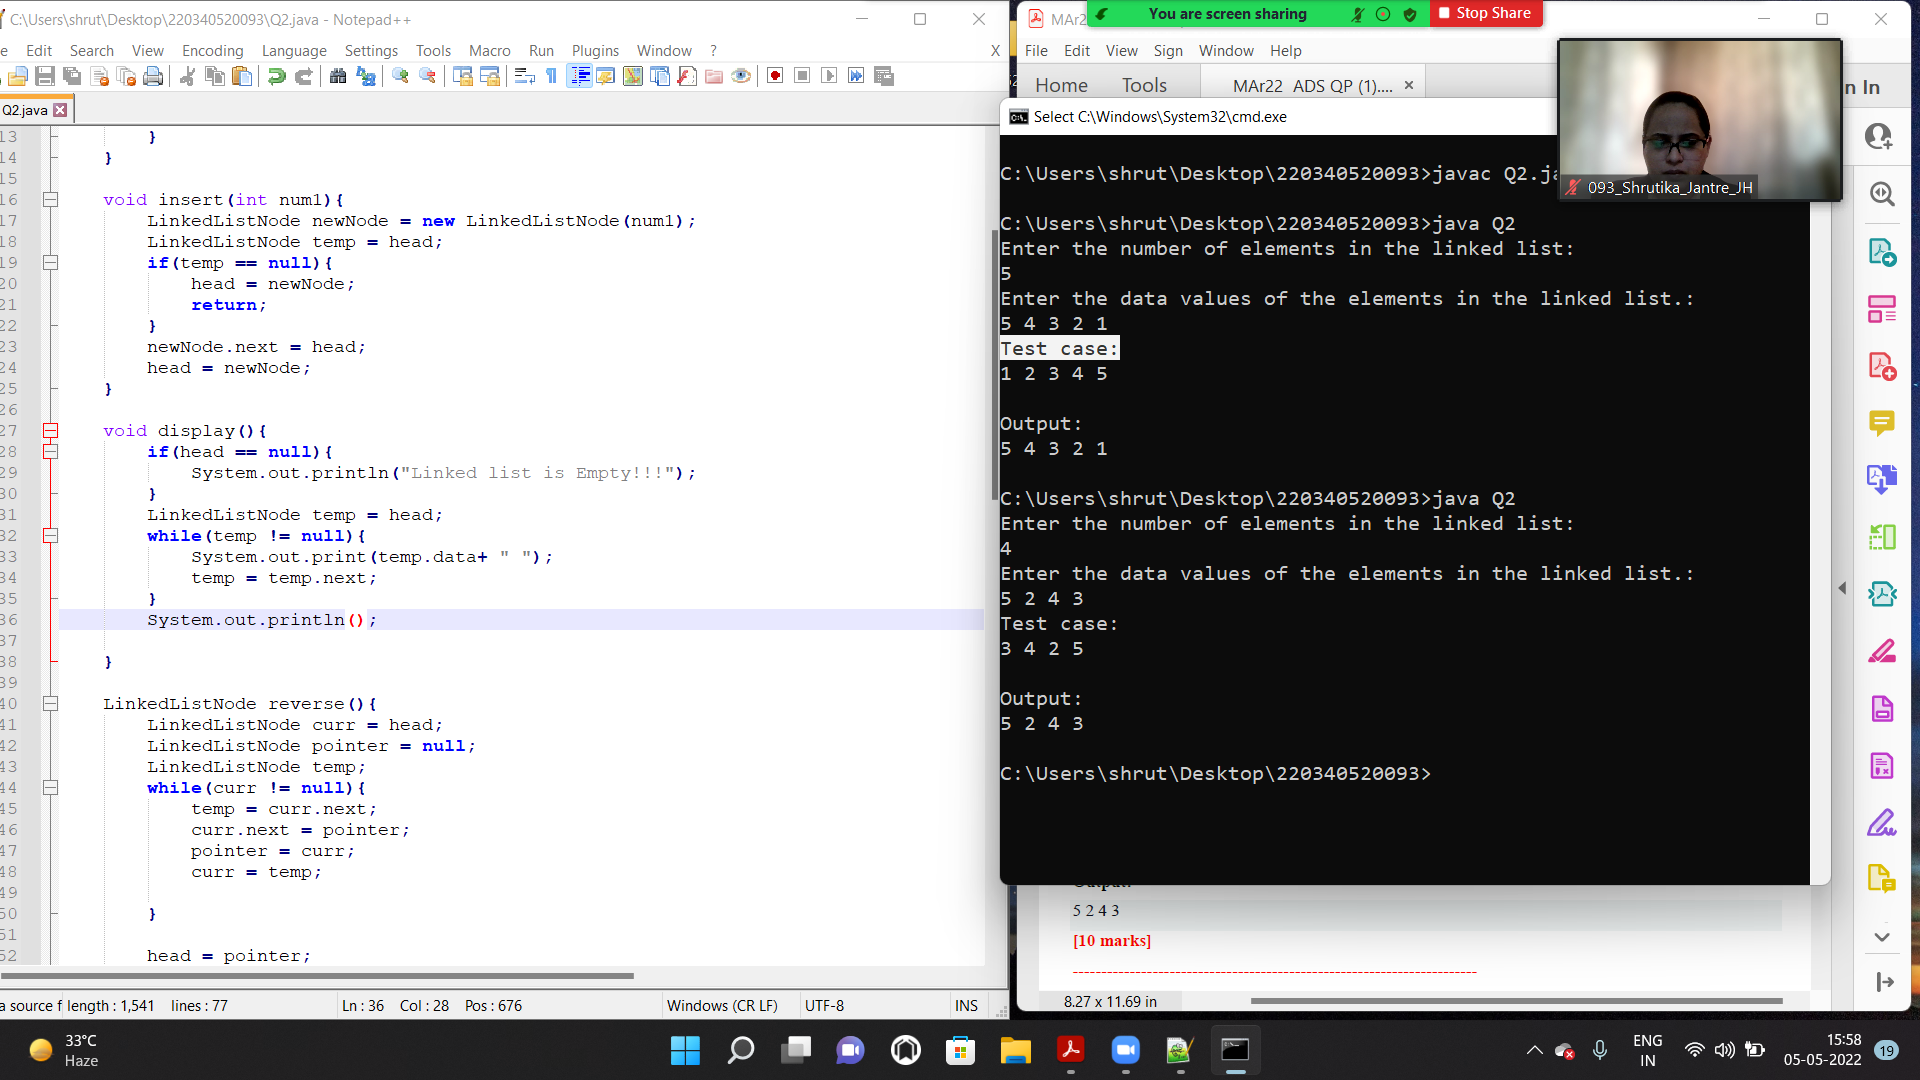 C:\Users\shrut\Desktop\220340520093\Q2.java - Notepad++
e Edit Search View Encoding Language Settings Tools Macro Run Plugins Window ? X
Q2.java
13 }
14 }
15
16 void insert(int num1){
17 LinkedListNode newNode = new LinkedListNode(num1);
18 LinkedListNode temp = head;
19 if(temp == null){
20 head = newNode;
21 return;
22 }
23 newNode.next = head;
24 head = newNode;
25 }
26
27 void display(){
28 if(head == null){
29 System.out.println("Linked list is Empty!!!");
30 }
31 LinkedListNode temp = head;
32 while(temp != null){
33 System.out.print(temp.data+ " ");
34 temp = temp.next;
35 }
36 System.out.println();
37
38 }
39
40 LinkedListNode reverse(){
41 LinkedListNode curr = head;
42 LinkedListNode pointer = null;
43 LinkedListNode temp;
44 while(curr != null){
45 temp = curr.next;
46 curr.next = pointer;
47 pointer = curr;
48 curr = temp;
49
50 }
51
52 head = pointer;
a source f length : 1,541 lines : 77 Ln : 36 Col : 28 Pos : 676 Windows (CR LF) UTF-8 INS
You are screen sharing Stop Share
MAr2
File Edit View Sign Window Help
Home Tools MAr22 ADS QP (1).... × n In
Select C:\Windows\System32\cmd.exe
093_Shrutika_Jantre_JH
C:\Users\shrut\Desktop\220340520093>javac Q2.ja
C:\Users\shrut\Desktop\220340520093>java Q2
Enter the number of elements in the linked list:
5
Enter the data values of the elements in the linked list.:
5 4 3 2 1
Test case:
1 2 3 4 5
Output:
5 4 3 2 1
C:\Users\shrut\Desktop\220340520093>java Q2
Enter the number of elements in the linked list:
4
Enter the data values of the elements in the linked list.:
5 2 4 3
Test case:
3 4 2 5
Output:
5 2 4 3
C:\Users\shrut\Desktop\220340520093>
Output:
5 2 4 3
[10 marks]
8.27 x 11.69 in
33°C
Haze
ENG
IN
15:58
05-05-2022
19